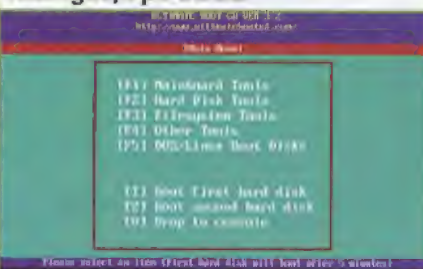 ULTIMATE BOOT CD VER 3.2
http://www.ultimatebootcd.com/
[Main Menu]
[F1] Mainboard Tools
[F2] Hard Disk Tools
[F3] Filesystem Tools
[F4] Other Tools
[F5] DOS/Linux Boot Disks
[1] Boot first hard disk
[2] Boot second hard disk
[0] Drop to console
Please select an item (First hard disk will boot after 5 minutes)